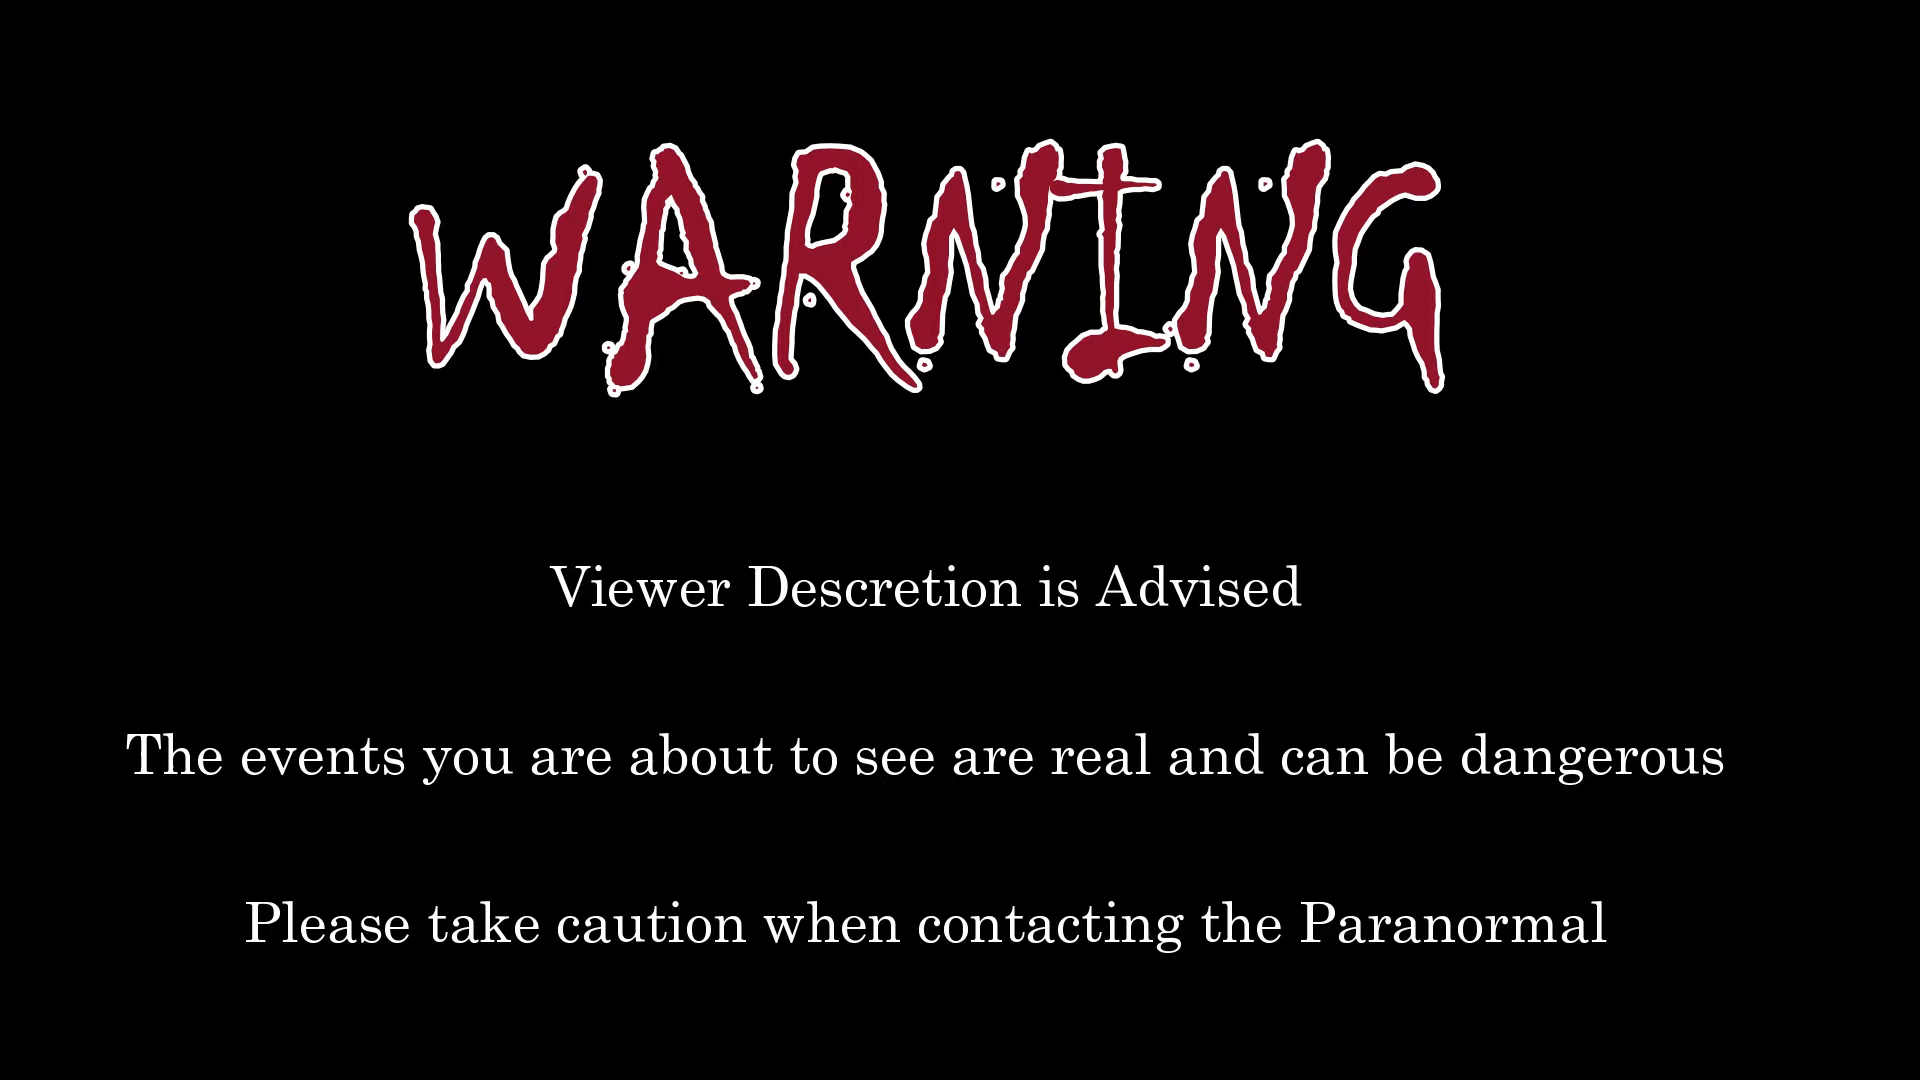 WARNING
Viewer Descretion is Advised
The events you are about to see are real and can be dangerous
Please take caution when contacting the Paranormal